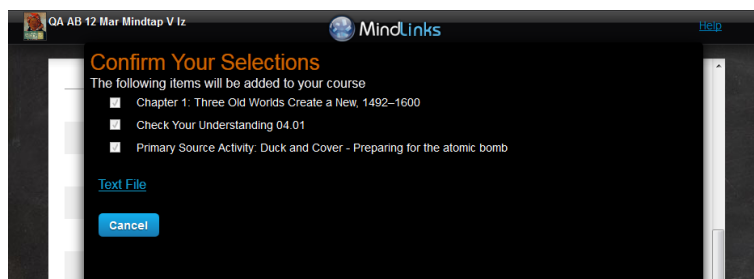 QA AB 12 Mar Mindtap V Iz
MindLinks
Help
Confirm Your Selections
The following items will be added to your course
Chapter 1: Three Old Worlds Create a New, 1492–1600
Check Your Understanding 04.01
Primary Source Activity: Duck and Cover - Preparing for the atomic bomb
Text File
Cancel